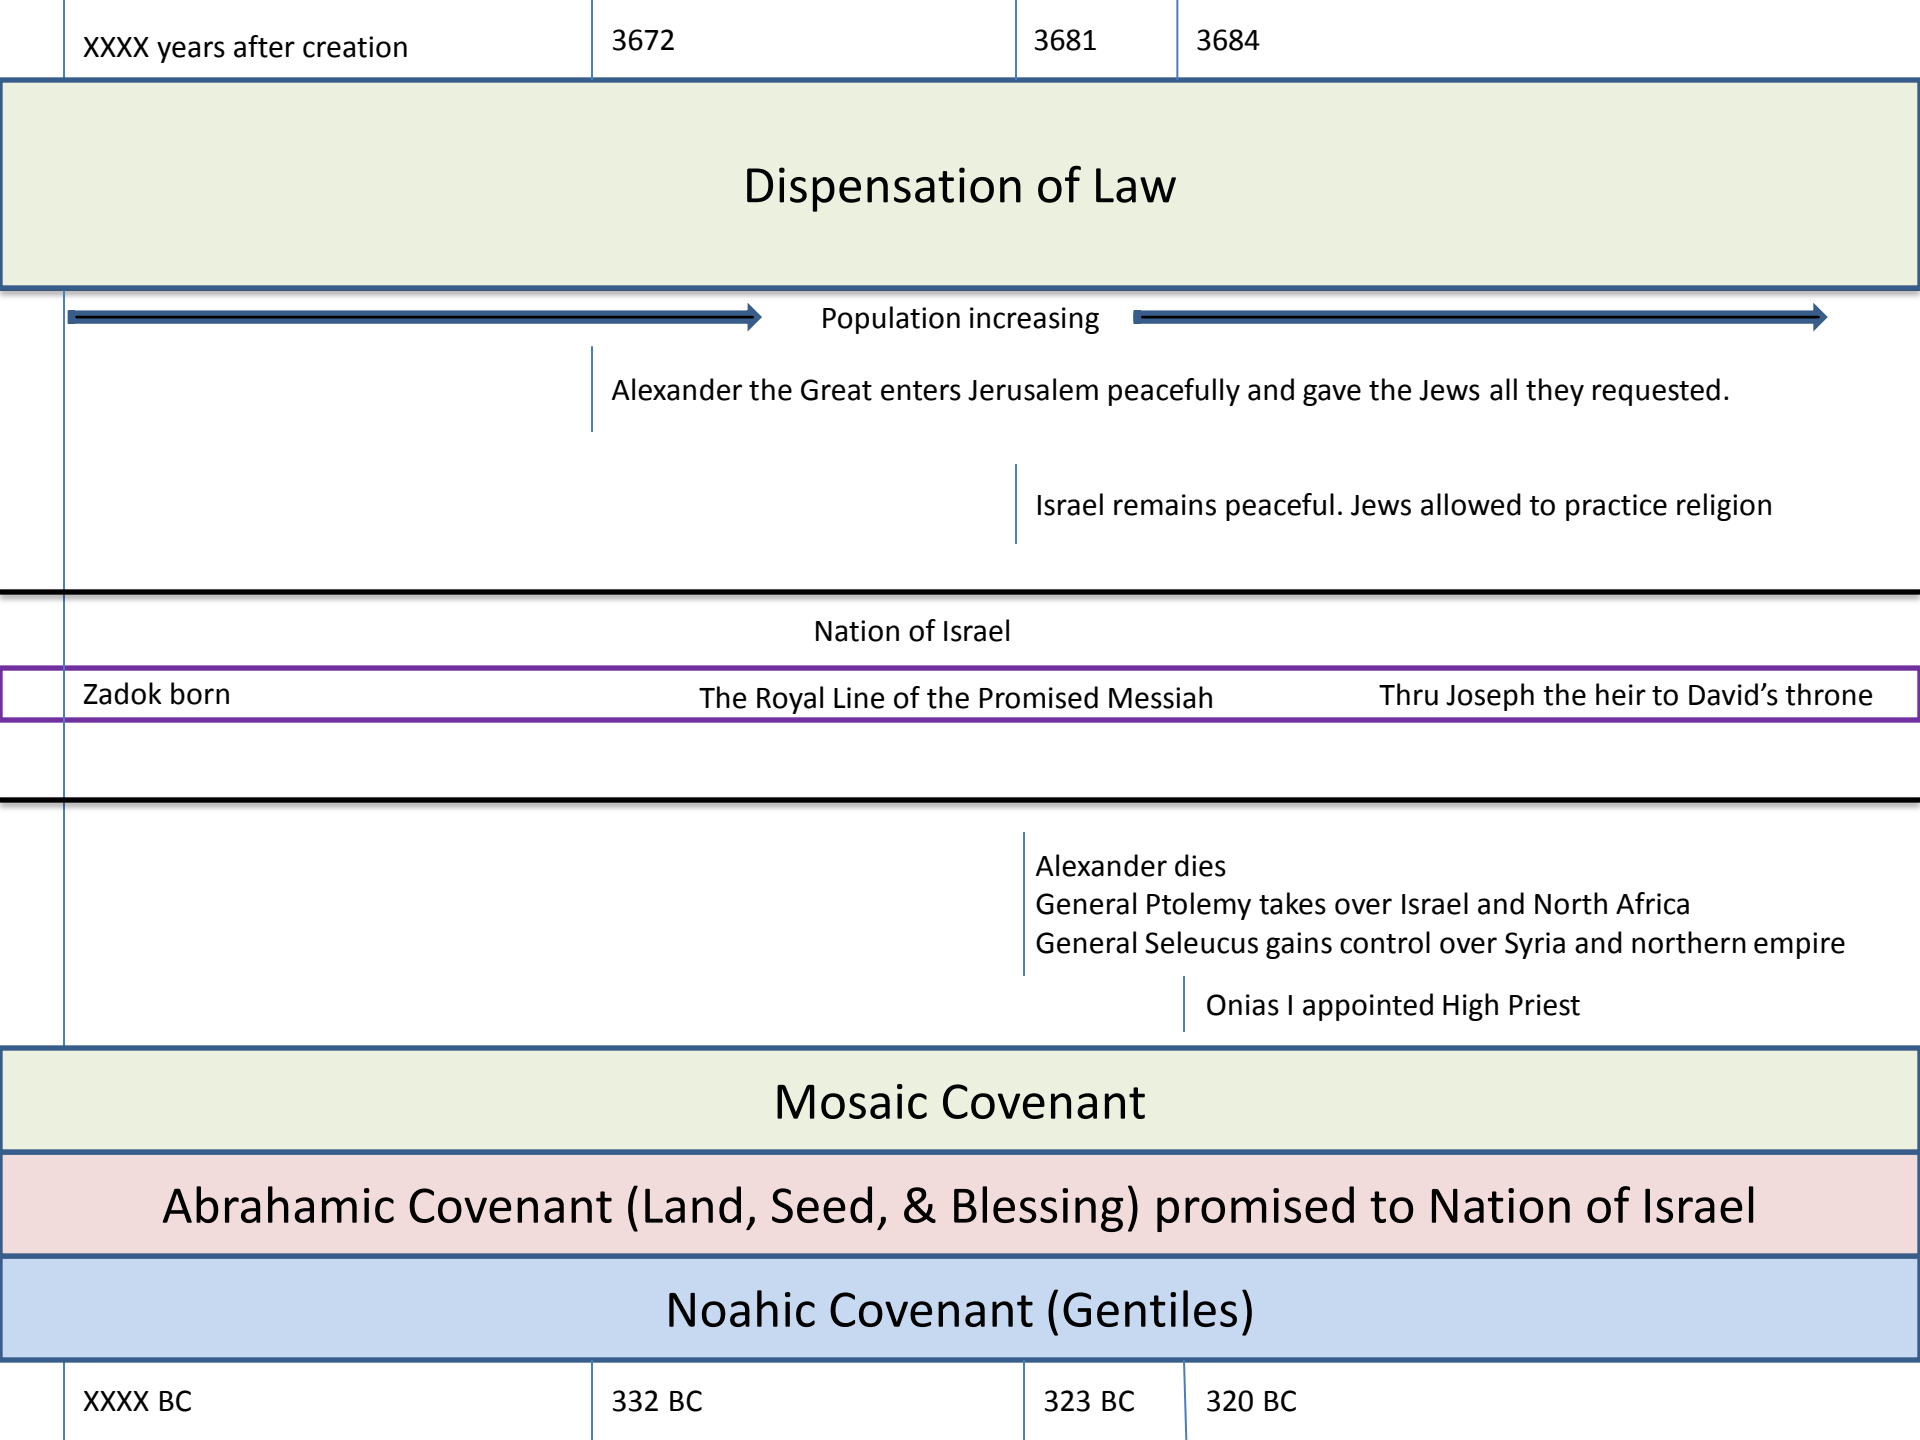 XXXX years after creation
3672
3681
3684
Dispensation of Law
Population increasing
Alexander the Great enters Jerusalem peacefully and gave the Jews all they requested.
Israel remains peaceful. Jews allowed to practice religion
Nation of Israel
Zadok born
The Royal Line of the Promised Messiah
Thru Joseph the heir to David’s throne
Alexander dies
General Ptolemy takes over Israel and North Africa
General Seleucus gains control over Syria and northern empire
Onias I appointed High Priest
Mosaic Covenant
Abrahamic Covenant (Land, Seed, & Blessing) promised to Nation of Israel
Noahic Covenant (Gentiles)
XXXX BC
332 BC
323 BC
320 BC